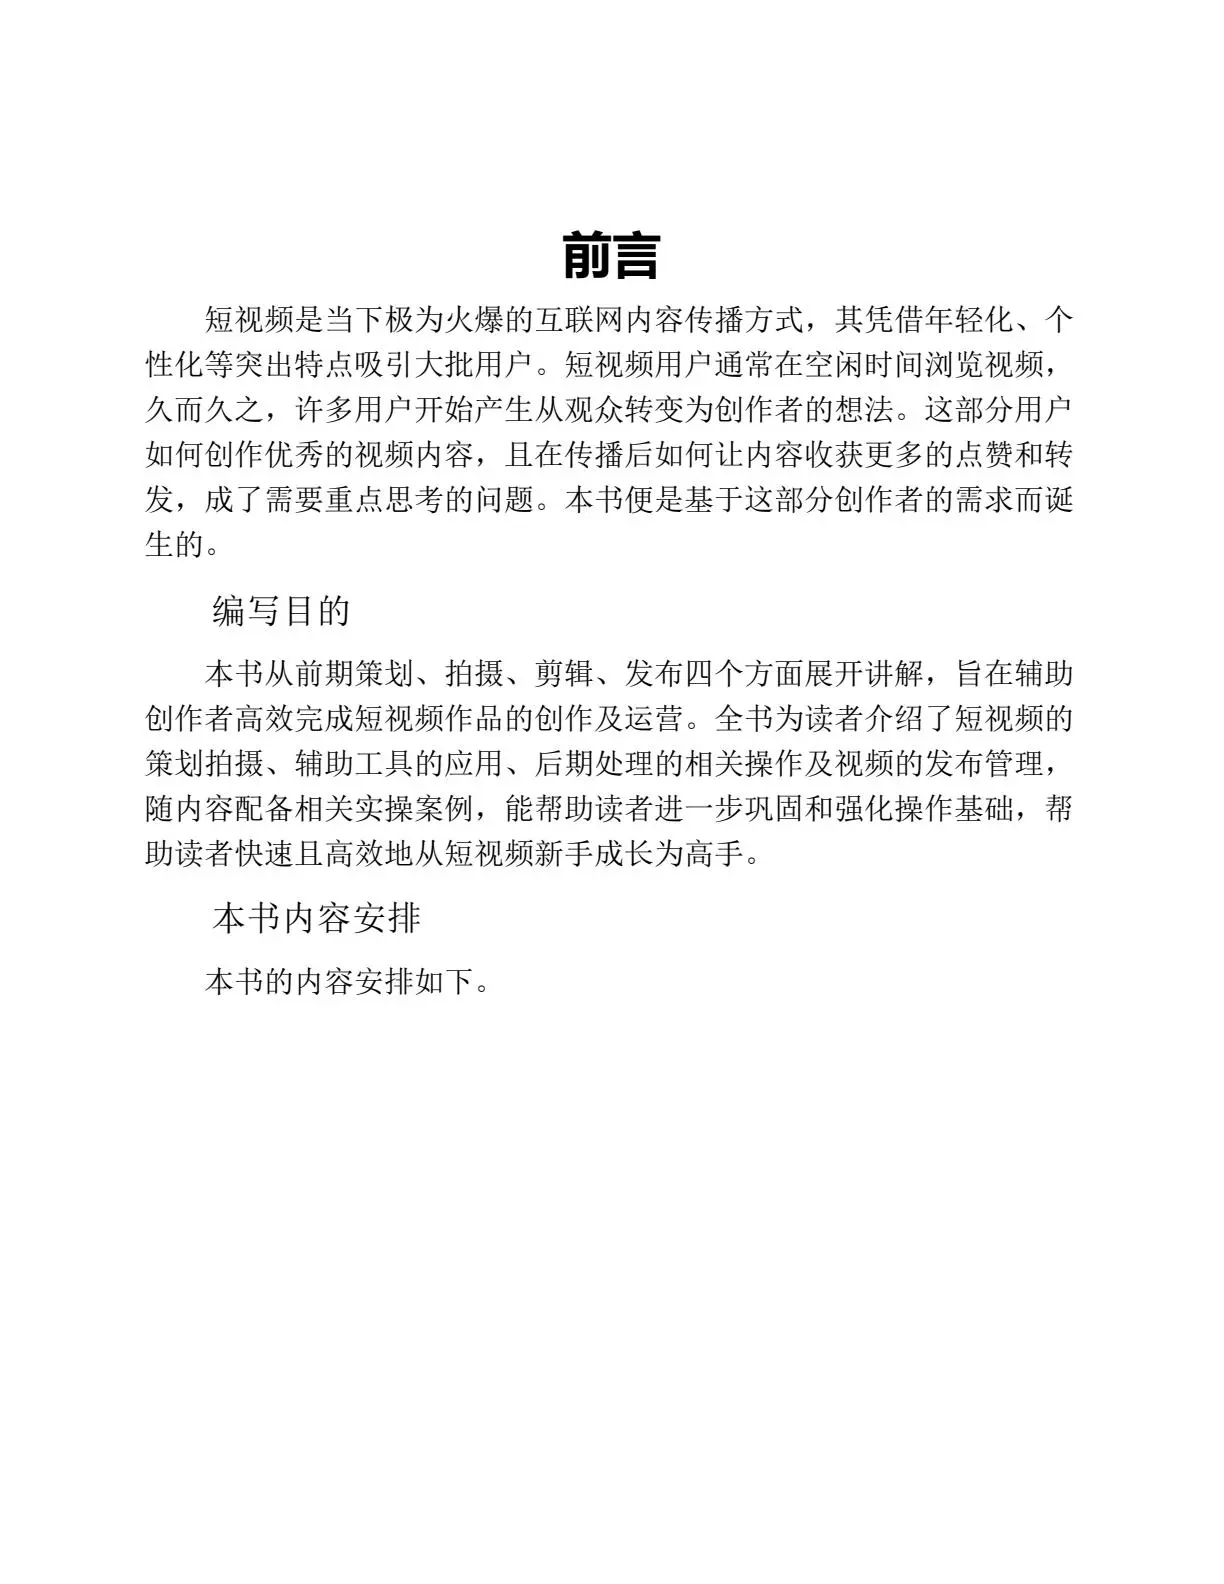 前言
短视频是当下极为火爆的互联网内容传播方式，其凭借年轻化、个
性化等突出特点吸引大批用户。短视频用户通常在空闲时间浏览视频，
久而久之，许多用户开始产生从观众转变为创作者的想法。这部分用户
如何创作优秀的视频内容，且在传播后如何让内容收获更多的点赞和转
发，成了需要重点思考的问题。本书便是基于这部分创作者的需求而诞
生的。
编写目的
本书从前期策划、拍摄、剪辑、发布四个方面展开讲解，旨在辅助
创作者高效完成短视频作品的创作及运营。全书为读者介绍了短视频的
策划拍摄、辅助工具的应用、后期处理的相关操作及视频的发布管理，
随内容配备相关实操案例，能帮助读者进一步巩固和强化操作基础，帮
助读者快速且高效地从短视频新手成长为高手。
本书内容安排
本书的内容安排如下。